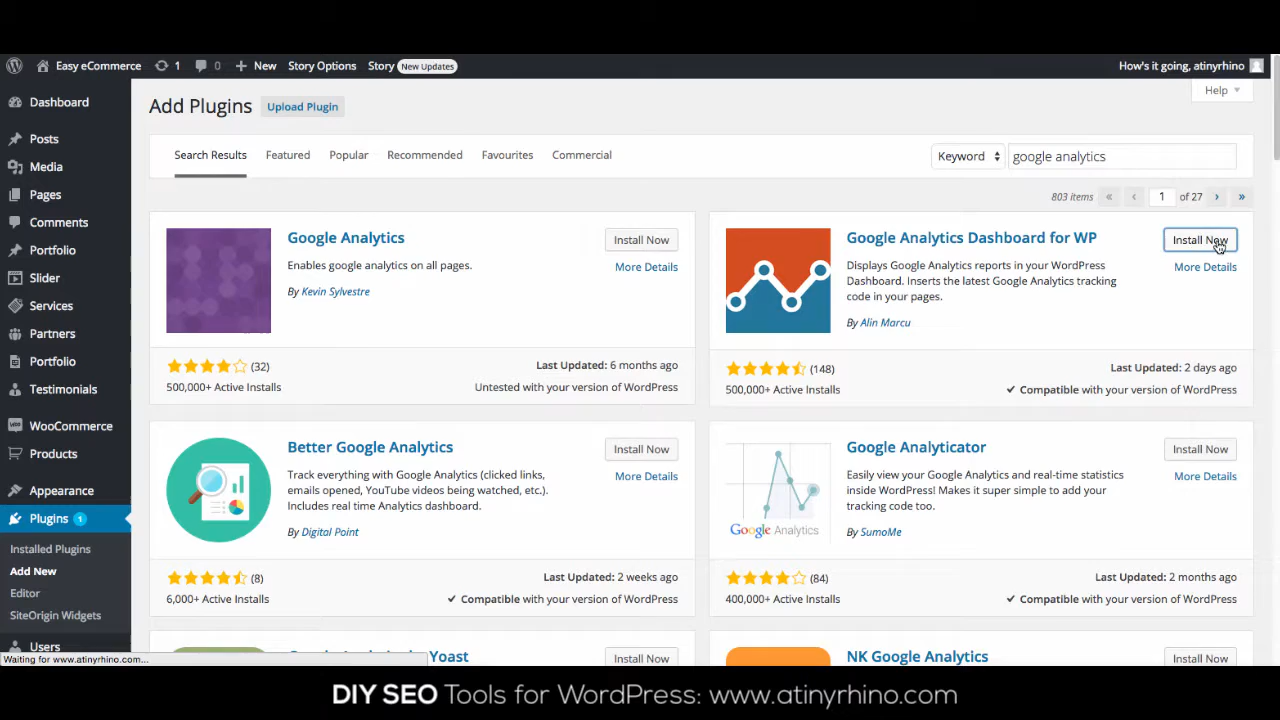 Easy eCommerce 1 0 New Story Options Story New Updates How's it going, atinyrhino
Dashboard
Posts
Media
Pages
Comments
Portfolio
Slider
Services
Partners
Portfolio
Testimonials
WooCommerce
Products
Appearance
Plugins 1
Installed Plugins
Add New
Editor
SiteOrigin Widgets
Users
Add Plugins Upload Plugin Help
Search Results Featured Popular Recommended Favourites Commercial Keyword google analytics
803 items « ‹ 1 of 27 › »
Google Analytics Install Now
Enables google analytics on all pages. More Details
By Kevin Sylvestre
(32) Last Updated: 6 months ago
500,000+ Active Installs Untested with your version of WordPress
Google Analytics Dashboard for WP Install Now
Displays Google Analytics reports in your WordPress More Details
Dashboard. Inserts the latest Google Analytics tracking
code in your pages.
By Alin Marcu
(148) Last Updated: 2 days ago
500,000+ Active Installs Compatible with your version of WordPress
Better Google Analytics Install Now
Track everything with Google Analytics (clicked links, More Details
emails opened, YouTube videos being watched, etc.).
Includes real time Analytics dashboard.
By Digital Point
(8) Last Updated: 2 weeks ago
6,000+ Active Installs Compatible with your version of WordPress
Google Analyticator Install Now
Easily view your Google Analytics and real-time statistics More Details
inside WordPress! Makes it super simple to add your
tracking code too.
Google Analytics
By SumoMe
(84) Last Updated: 2 months ago
400,000+ Active Installs Compatible with your version of WordPress
Yoast Install Now
NK Google Analytics Install Now
Waiting for www.atinyrhino.com...
DIY SEO Tools for WordPress: www.atinyrhino.com